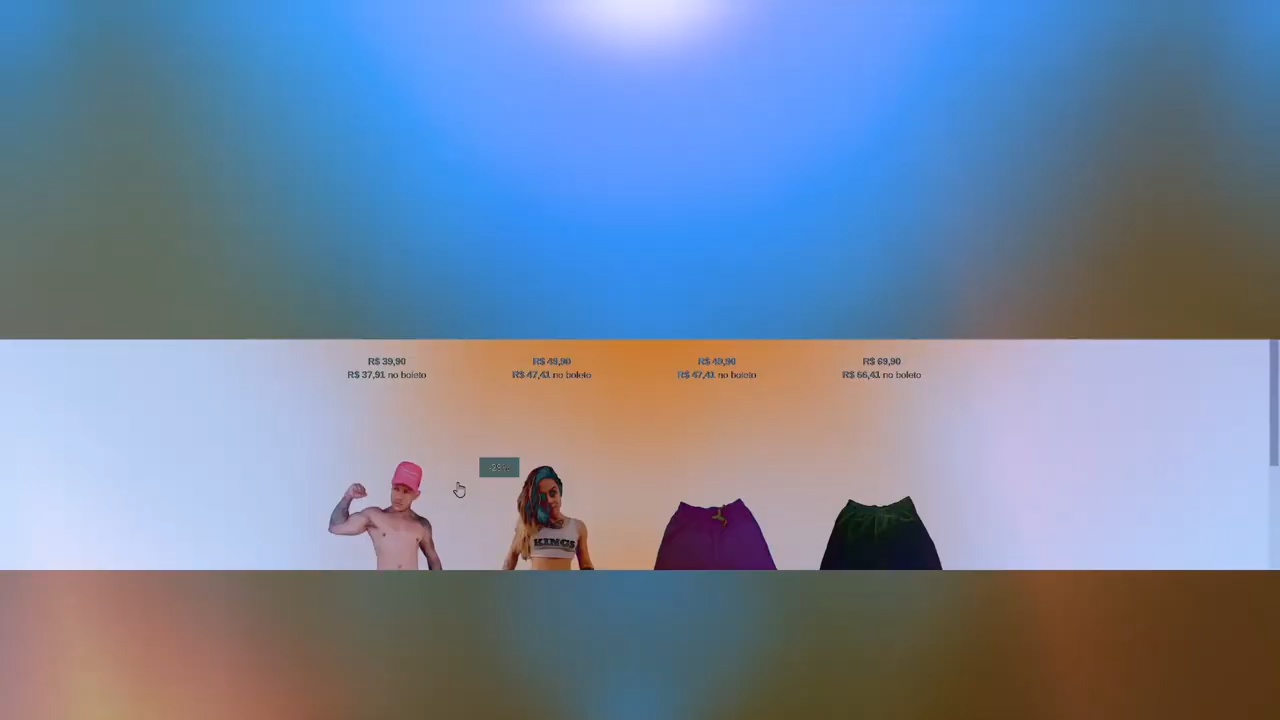 R$ 39,90
R$ 37,91 no boleto
R$ 49,90
R$ 47,41 no boleto
R$ 49,90
R$ 47,41 no boleto
R$ 69,90
R$ 66,41 no boleto
KINGS